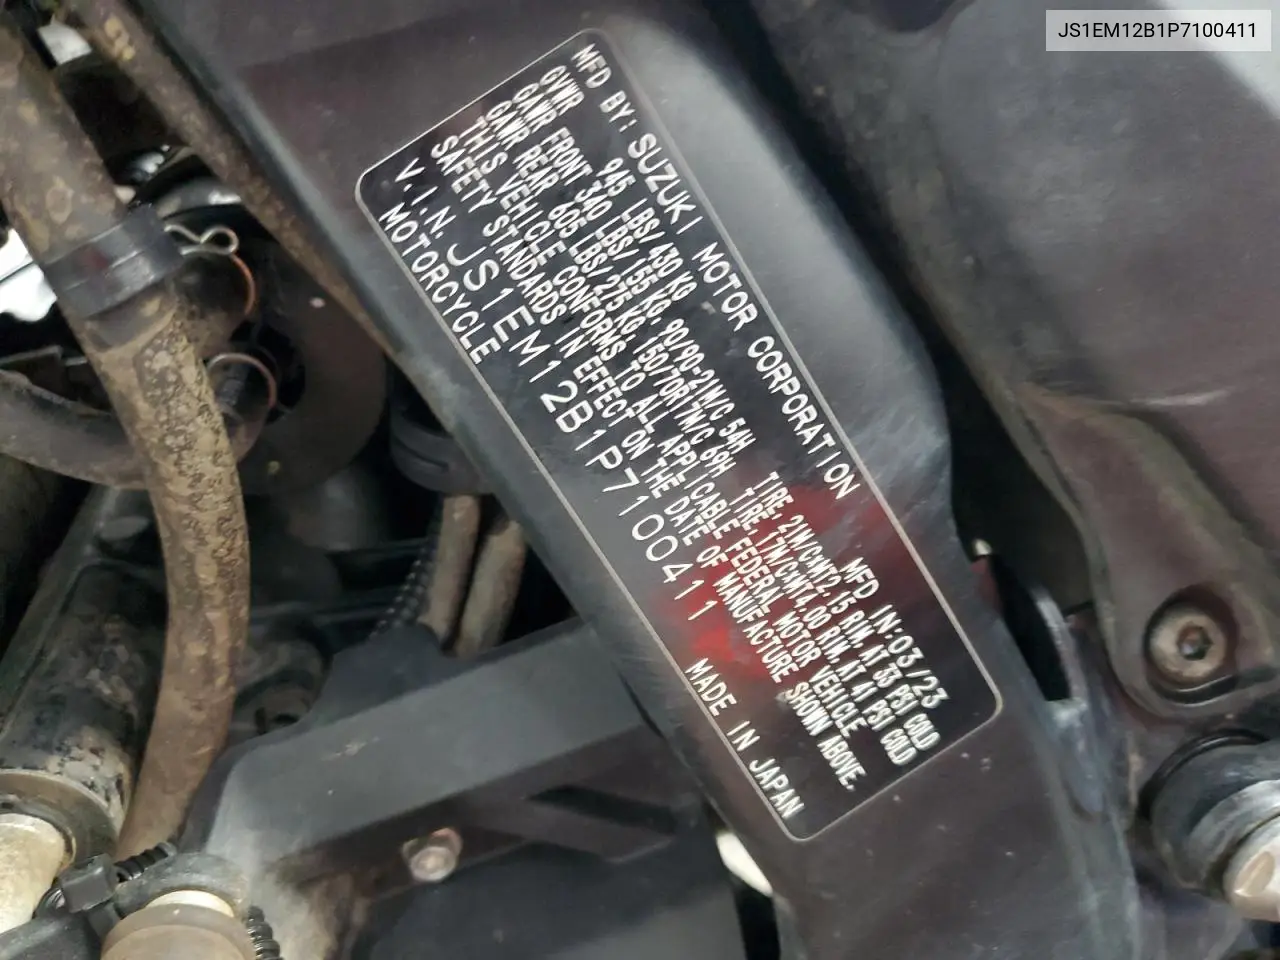 JS1EM12B1P7100411
MFD BY: SUZUKI MOTOR CORPORATION MFD IN:03/23
GVWR 945 LBS/430 KG
GAWR FRONT 340 LBS/155 KG. 90/90-21M/C 54H TIRE 21M/C×MT2.15 RIM, AT 33 PSI COLD
GAWR REAR 605 LBS/275 KG. 150/70R17M/C 69H TIRE 17M/C×MT4.00 RIM, AT 41 PSI COLD
THIS VEHICLE CONFORMS TO ALL APPLICABLE FEDERAL MOTOR VEHICLE
SAFETY STANDARDS IN EFFECT ON THE DATE OF MANUFACTURE SHOWN ABOVE.
V.I.N. JS1EM12B1P7100411
MOTORCYCLE MADE IN JAPAN